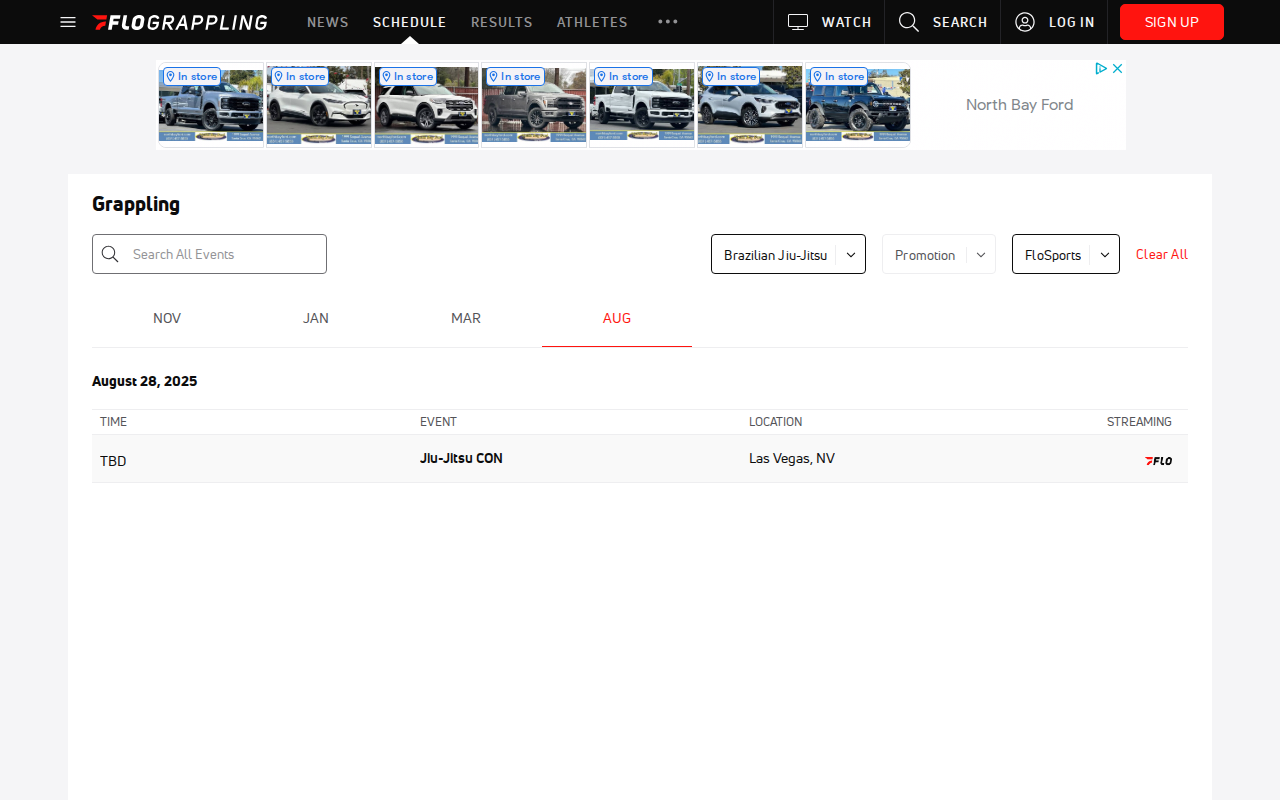 FLOGRAPPLING NEWS SCHEDULE RESULTS ATHLETES WATCH SEARCH LOG IN SIGN UP
In store In store In store In store In store In store In store
North Bay Ford
Grappling
Search All Events Brazilian Jiu-Jitsu Promotion FloSports Clear All
NOV JAN MAR AUG
August 28, 2025
TIME EVENT LOCATION STREAMING
TBD Jiu-Jitsu CON Las Vegas, NV FLO